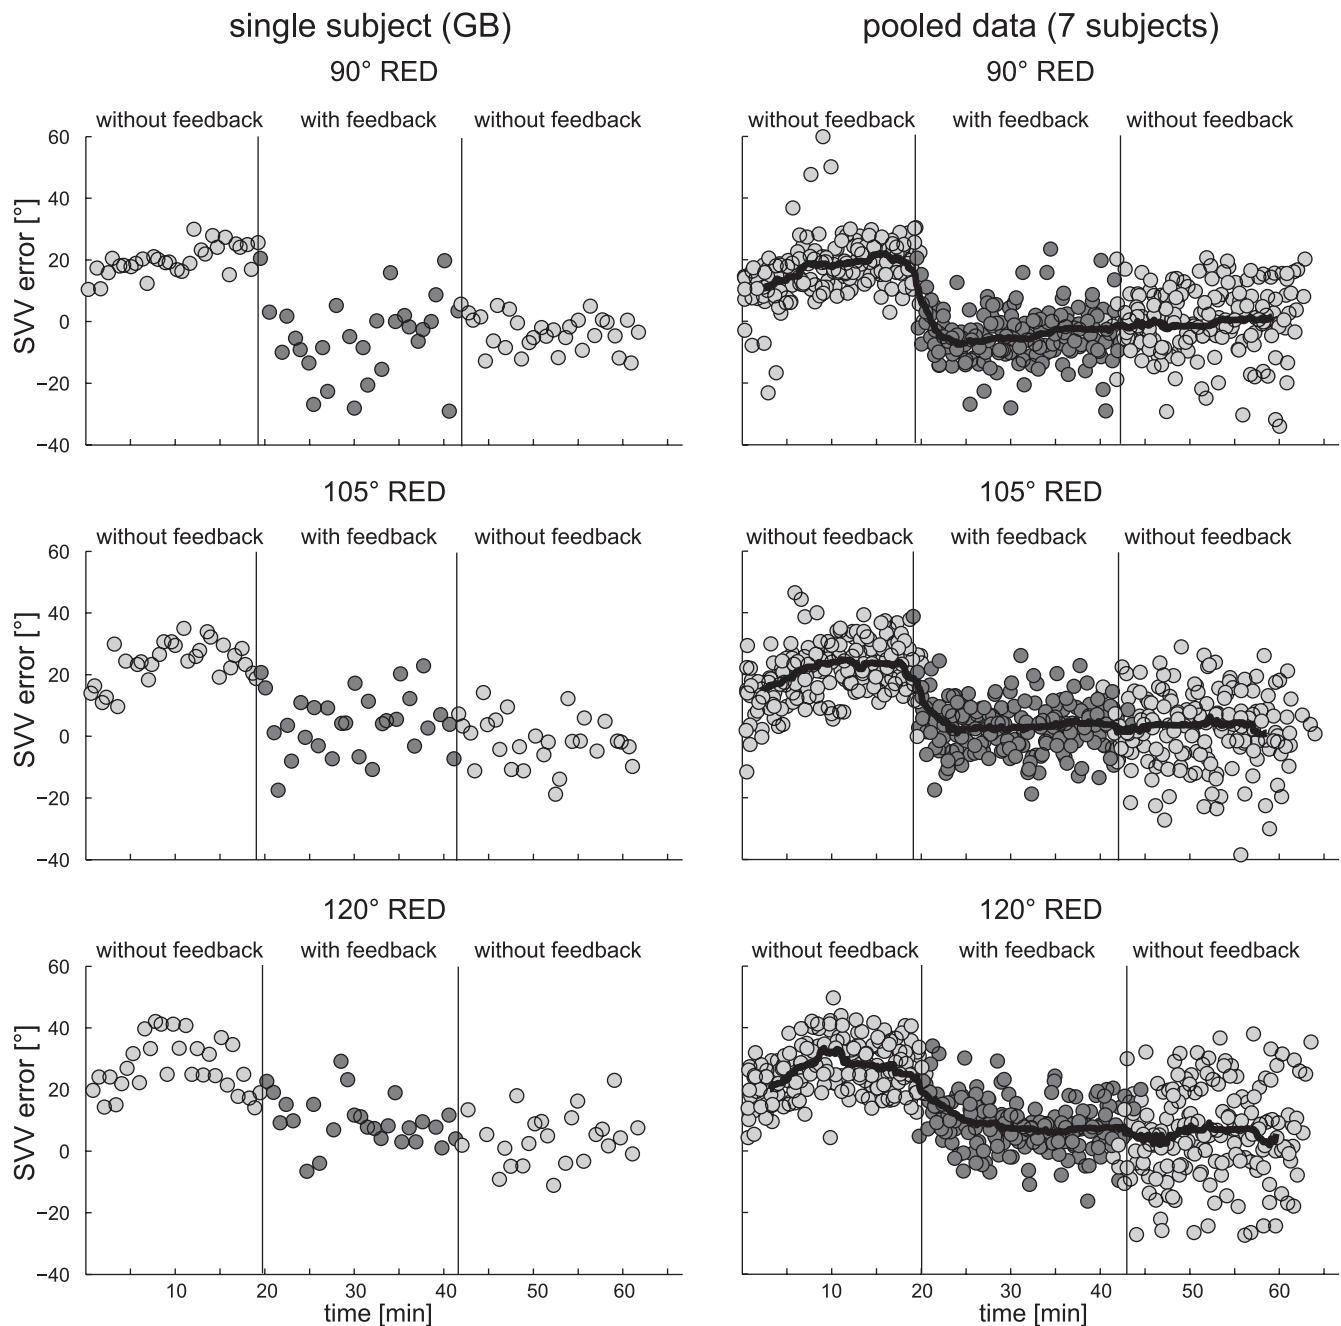 single subject (GB)
pooled data (7 subjects)
90° RED
90° RED
without feedback with feedback without feedback
without feedback with feedback without feedback
60
40
20
0
−20
−40
SVV error [°]
105° RED
105° RED
without feedback with feedback without feedback
without feedback with feedback without feedback
60
40
20
0
−20
−40
SVV error [°]
120° RED
120° RED
without feedback with feedback without feedback
without feedback with feedback without feedback
60
40
20
0
−20
−40
SVV error [°]
10 20 30 40 50 60
time [min]
10 20 30 40 50 60
time [min]